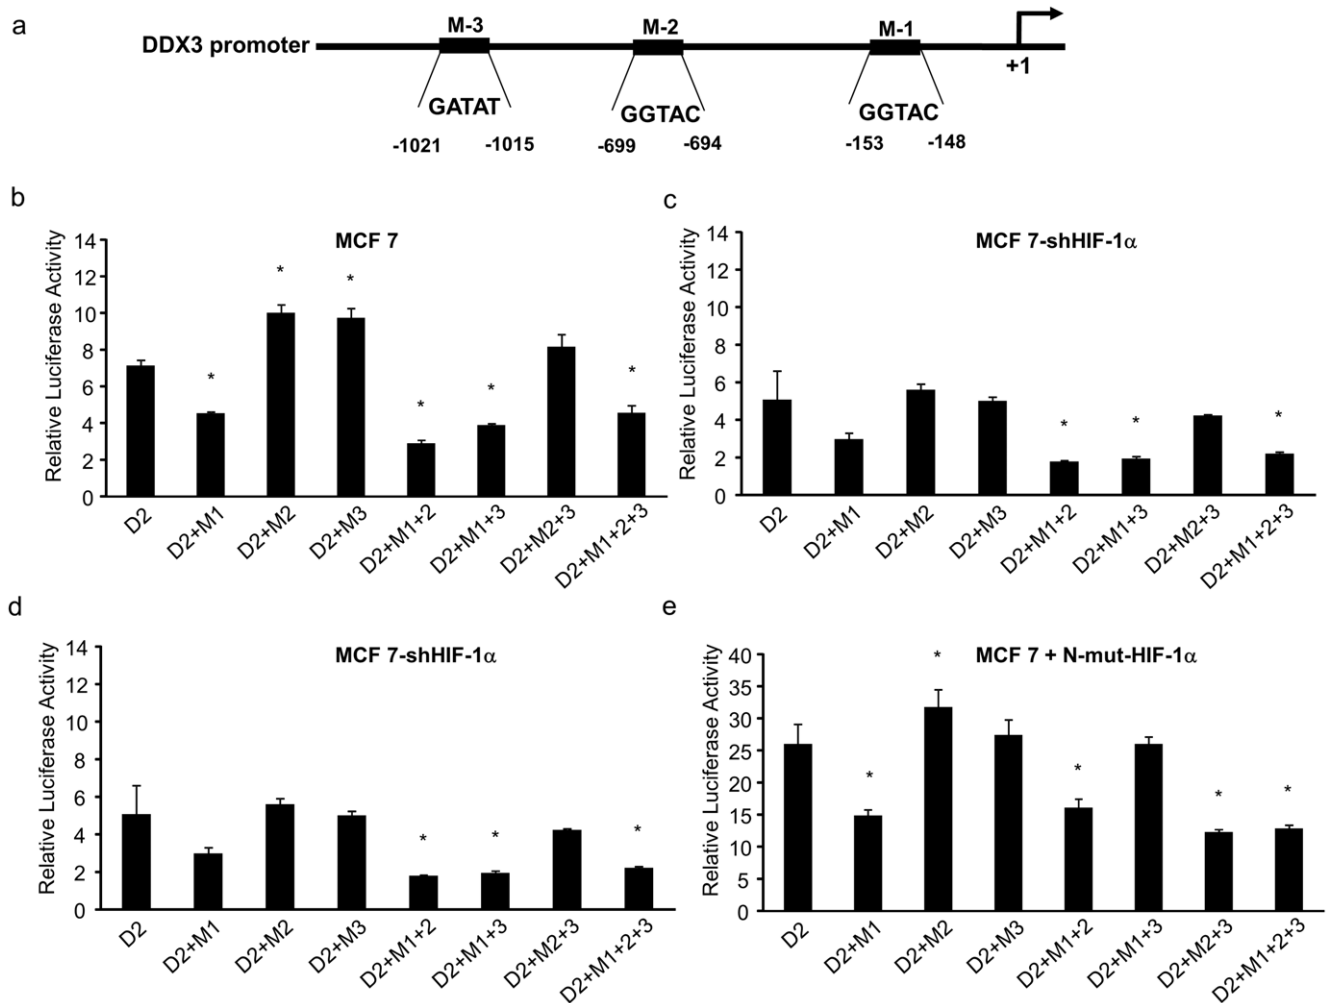 a
M-3 M-2 M-1
DDX3 promoter
+1
GATAT GGTAC GGTAC
-1021 -1015 -699 -694 -153 -148
b
MCF 7
Relative Luciferase Activity
14
12
10
8
6
4
2
0
*
*
*
*
*
*
D2 D2+M1 D2+M2 D2+M3 D2+M1+2 D2+M1+3 D2+M2+3 D2+M1+2+3
c
MCF 7-shHIF-1α
Relative Luciferase Activity
14
12
10
8
6
4
2
0
*
*
*
D2 D2+M1 D2+M2 D2+M3 D2+M1+2 D2+M1+3 D2+M2+3 D2+M1+2+3
d
MCF 7-shHIF-1α
Relative Luciferase Activity
14
12
10
8
6
4
2
0
*
*
*
D2 D2+M1 D2+M2 D2+M3 D2+M1+2 D2+M1+3 D2+M2+3 D2+M1+2+3
e
MCF 7 + N-mut-HIF-1α
Relative Luciferase Activity
40
35
30
25
20
15
10
5
0
*
*
*
*
*
D2 D2+M1 D2+M2 D2+M3 D2+M1+2 D2+M1+3 D2+M2+3 D2+M1+2+3